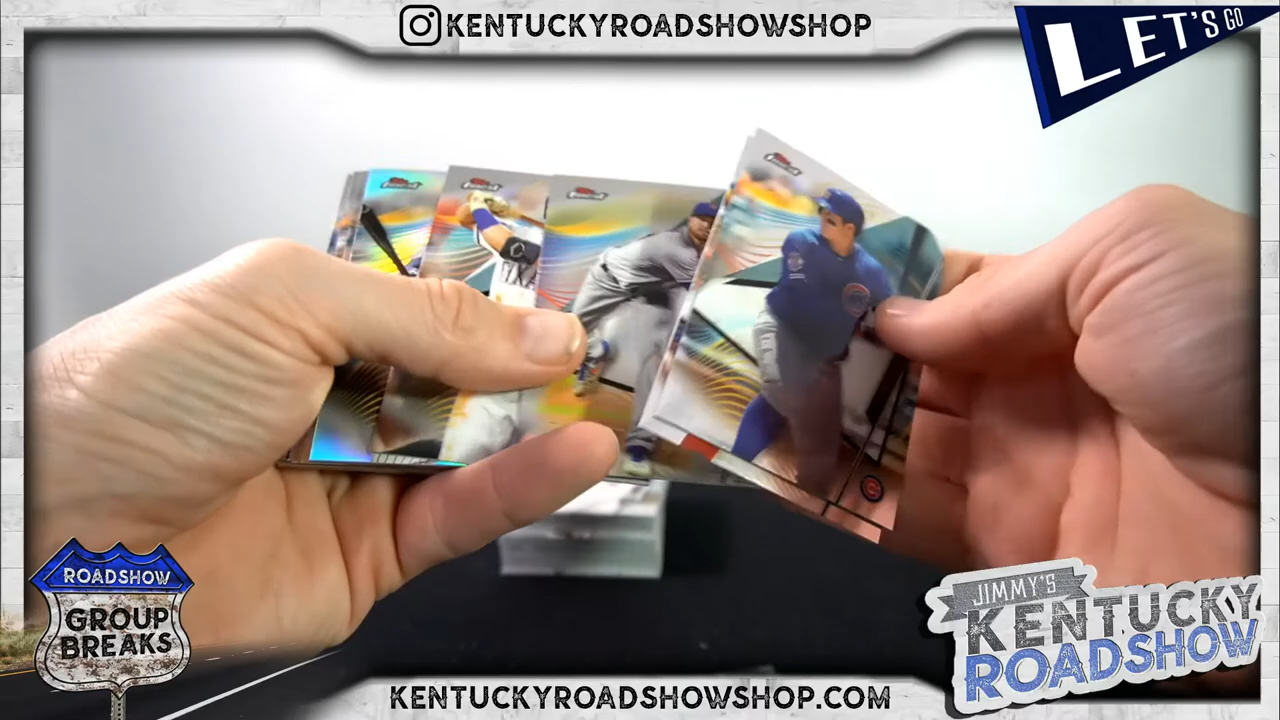 KENTUCKYROADSHOWSHOP
LET'S GO
ROADSHOW
GROUP
BREAKS
JIMMY'S
KENTUCKY
ROADSHOW
KENTUCKYROADSHOWSHOP.COM